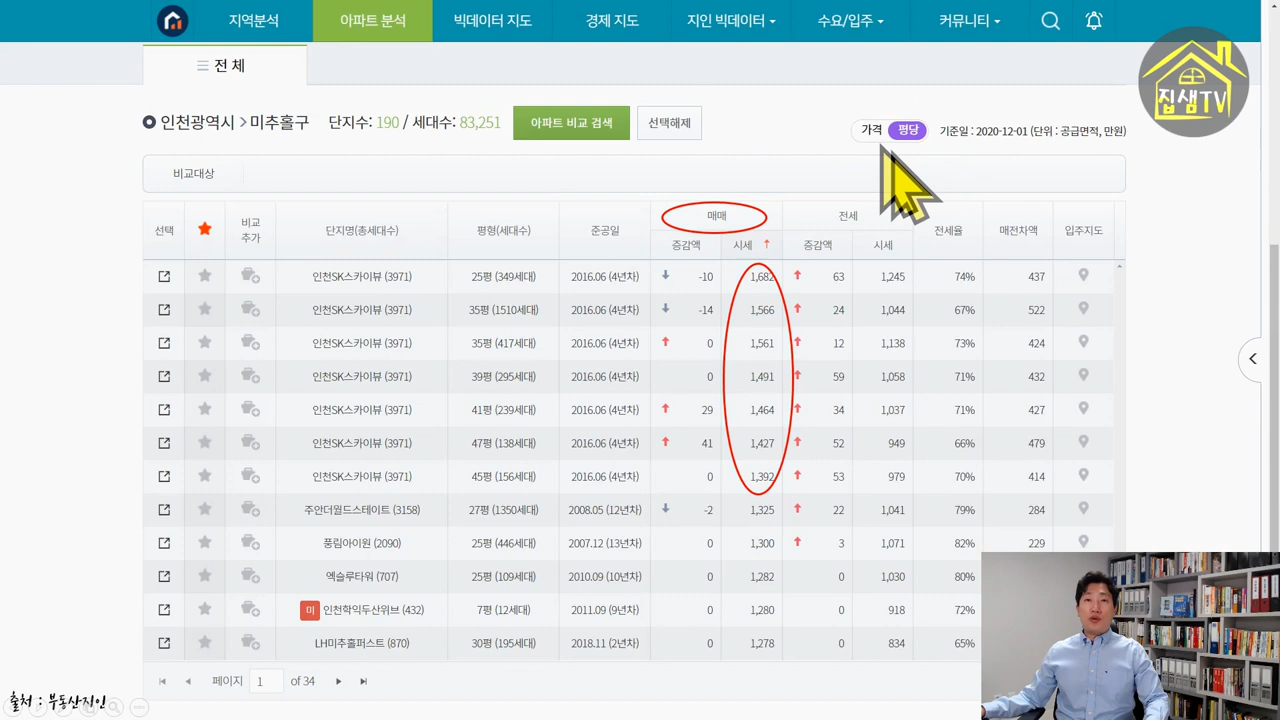 지역분석 아파트 분석 빅데이터 지도 경제 지도 지인 빅데이터 수요/입주 커뮤니티
전 체
집샘TV
인천광역시 > 미추홀구 단지수: 190 / 세대수: 83,251 아파트 비교 검색 선택해제 가격 평당 기준일 : 2020-12-01 (단위 : 공급면적, 만원)
비교대상
선택 비교 추가 단지명(총세대수) 평형(세대수) 준공일 매매 전세 전세율 매전차액 입주지도
증감액 시세 ↑ 증감액 시세
인천SK스카이뷰 (3971) 25평 (349세대) 2016.06 (4년차) ↓ -10 1,682 ↑ 63 1,245 74% 437
인천SK스카이뷰 (3971) 35평 (1510세대) 2016.06 (4년차) ↓ -14 1,566 ↑ 24 1,044 67% 522
인천SK스카이뷰 (3971) 35평 (417세대) 2016.06 (4년차) ↑ 0 1,561 ↑ 12 1,138 73% 424
인천SK스카이뷰 (3971) 39평 (295세대) 2016.06 (4년차) 0 1,491 ↑ 59 1,058 71% 432
인천SK스카이뷰 (3971) 41평 (239세대) 2016.06 (4년차) ↑ 29 1,464 ↑ 34 1,037 71% 427
인천SK스카이뷰 (3971) 47평 (138세대) 2016.06 (4년차) ↑ 41 1,427 ↑ 52 949 66% 479
인천SK스카이뷰 (3971) 45평 (156세대) 2016.06 (4년차) 0 1,392 ↑ 53 979 70% 414
주안더월드스테이트 (3158) 27평 (1350세대) 2008.05 (12년차) ↓ -2 1,325 ↑ 22 1,041 79% 284
풍림아이원 (2090) 25평 (446세대) 2007.12 (13년차) 0 1,300 ↑ 3 1,071 82% 229
엑슬루타워 (707) 25평 (109세대) 2010.09 (10년차) 0 1,282 0 1,030 80%
미 인천학익두산위브 (432) 7평 (12세대) 2011.09 (9년차) 0 1,280 0 918 72%
LH미추홀퍼스트 (870) 30평 (195세대) 2018.11 (2년차) 0 1,278 0 834 65%
페이지 1 of 34
출처 : 부동산지인